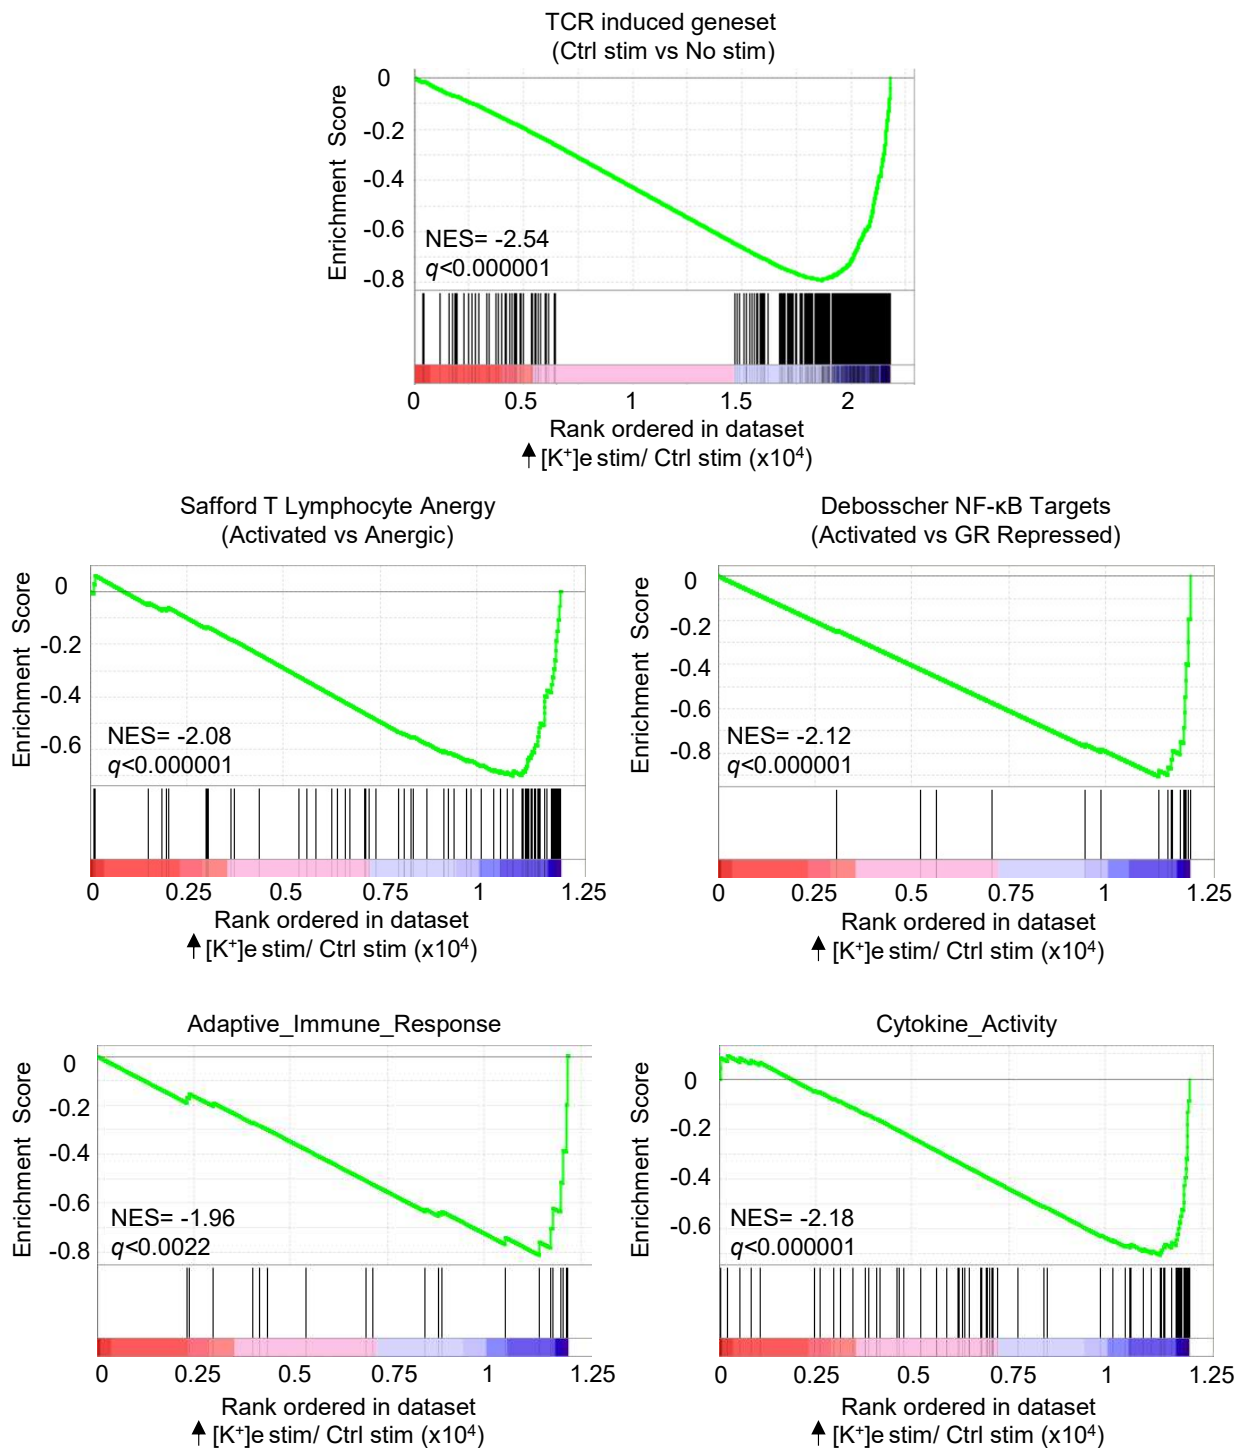 TCR induced geneset
(Ctrl stim vs No stim)
Enrichment Score
0
-0.2
-0.4
-0.6
-0.8
NES= -2.54
q<0.000001
0 0.5 1 1.5 2
Rank ordered in dataset
↑ [K⁺]e stim/ Ctrl stim (x10⁴)
Safford T Lymphocyte Anergy
(Activated vs Anergic)
Enrichment Score
0
-0.2
-0.4
-0.6
NES= -2.08
q<0.000001
0 0.25 0.5 0.75 1 1.25
Rank ordered in dataset
↑ [K⁺]e stim/ Ctrl stim (x10⁴)
Debosscher NF-κB Targets
(Activated vs GR Repressed)
Enrichment Score
0
-0.2
-0.4
-0.6
-0.8
NES= -2.12
q<0.000001
0 0.25 0.5 0.75 1 1.25
Rank ordered in dataset
↑ [K⁺]e stim/ Ctrl stim (x10⁴)
Adaptive_Immune_Response
Enrichment Score
0
-0.2
-0.4
-0.6
-0.8
NES= -1.96
q<0.0022
0 0.25 0.5 0.75 1 1.25
Rank ordered in dataset
↑ [K⁺]e stim/ Ctrl stim (x10⁴)
Cytokine_Activity
Enrichment Score
0
-0.2
-0.4
-0.6
NES= -2.18
q<0.000001
0 0.25 0.5 0.75 1 1.25
Rank ordered in dataset
↑ [K⁺]e stim/ Ctrl stim (x10⁴)